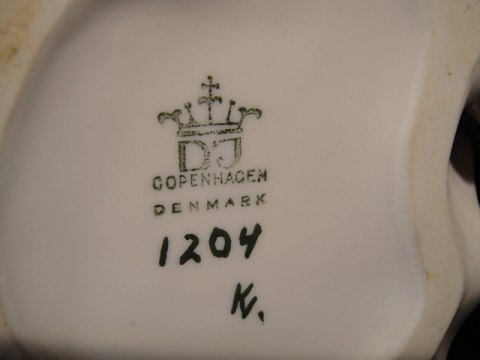 DJ
COPENHAGEN
DENMARK
1204
K.